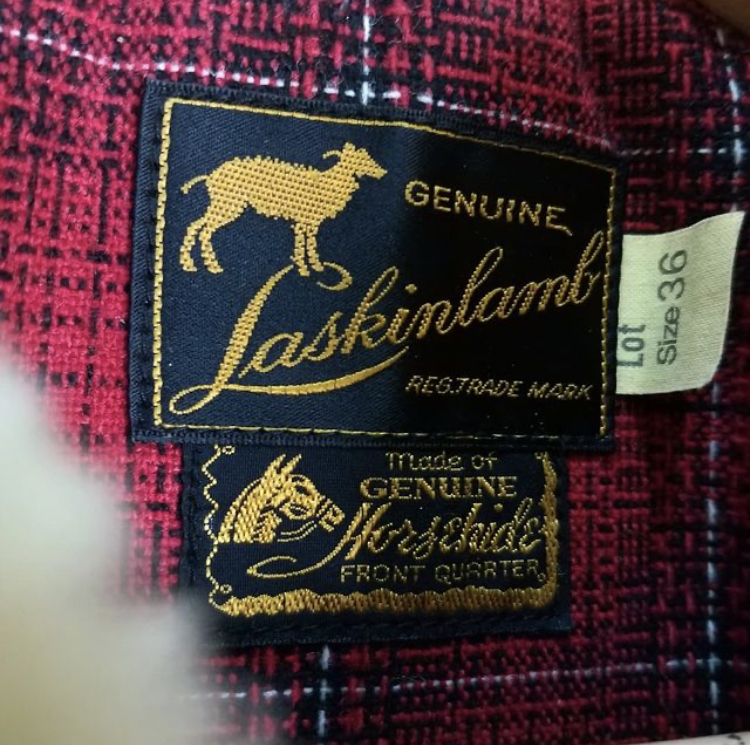 GENUINE
Laskinlamb
REG. TRADE MARK
Lot
Size 36
Made of
GENUINE
Horsehide
FRONT QUARTER